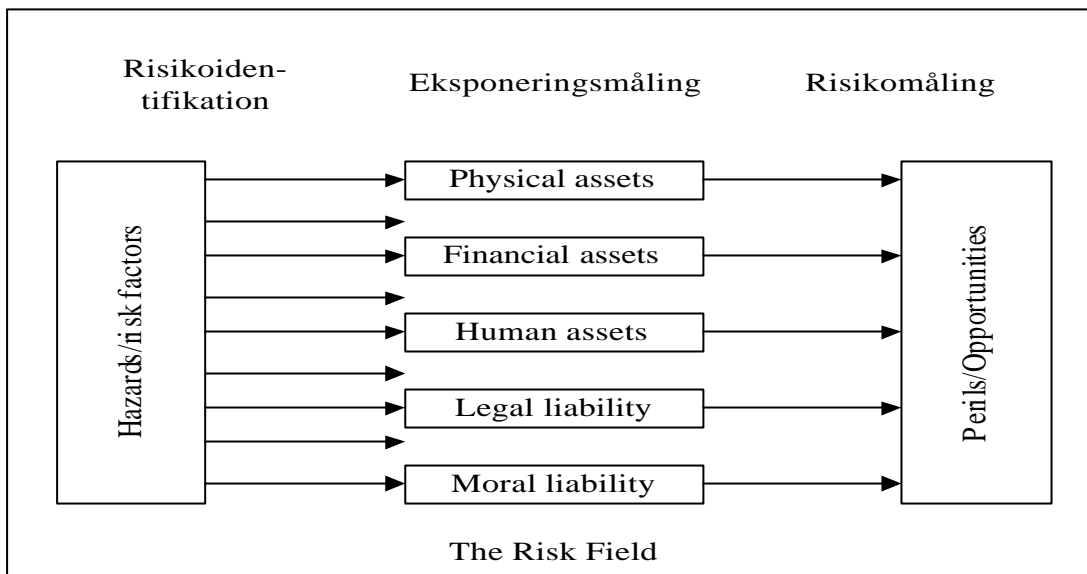 Risikoiden-
tifikation
Eksponeringsmåling
Risikomåling
Hazards/risk factors
Physical assets
Financial assets
Human assets
Legal liability
Moral liability
Perils/Opportunities
The Risk Field